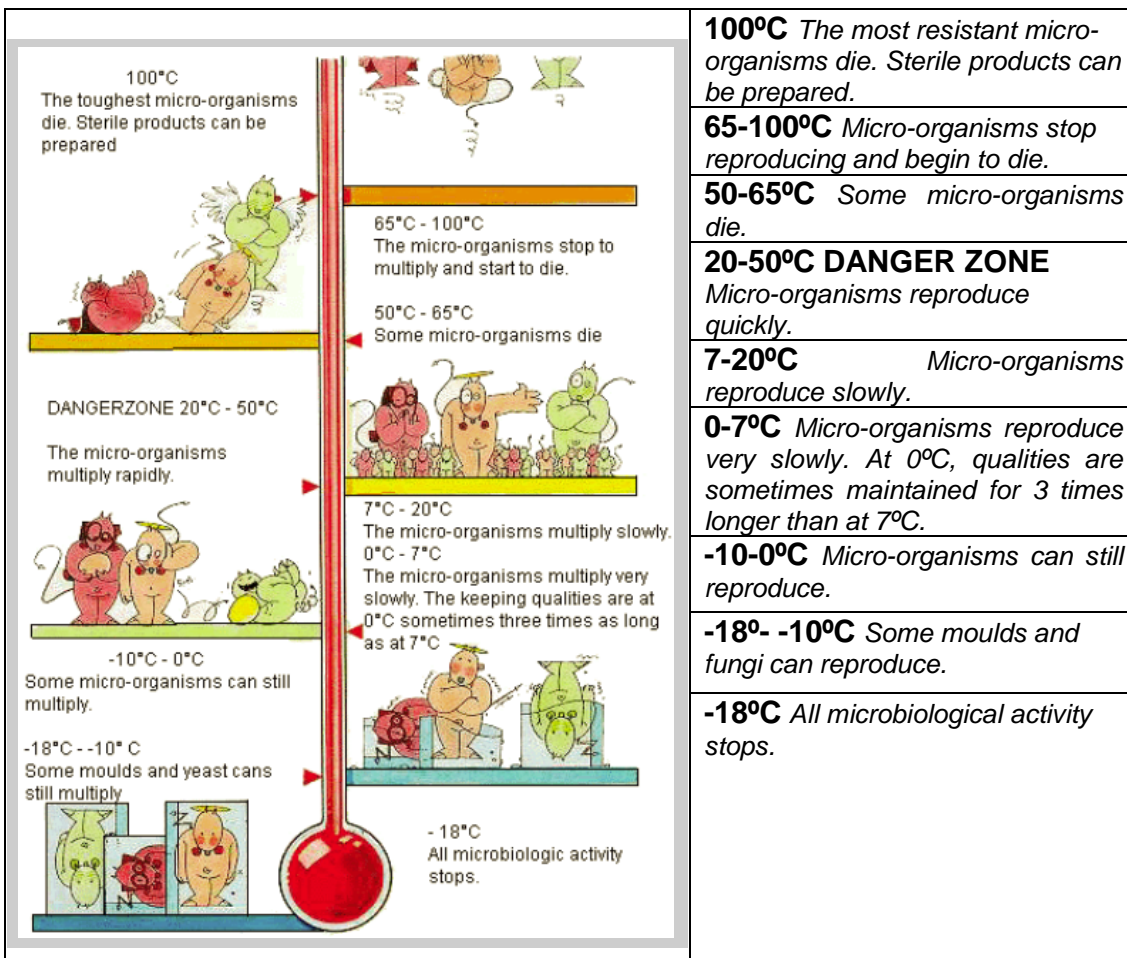 100°C
The toughest micro-organisms
die. Sterile products can be
prepared
65°C - 100°C
The micro-organisms stop to
multiply and start to die.
50°C - 65°C
Some micro-organisms die
DANGERZONE 20°C - 50°C
The micro-organisms
multiply rapidly.
7°C - 20°C
The micro-organisms multiply slowly.
0°C - 7°C
The micro-organisms multiply very
slowly. The keeping qualities are at
0°C sometimes three times as long
as at 7°C
-10°C - 0°C
Some micro-organisms can still
multiply.
-18°C - -10° C
Some moulds and yeast cans
still multiply
- 18°C
All microbiologic activity
stops.
100ºC The most resistant micro-
organisms die. Sterile products can
be prepared.
65-100ºC Micro-organisms stop
reproducing and begin to die.
50-65ºC Some micro-organisms
die.
20-50ºC DANGER ZONE
Micro-organisms reproduce
quickly.
7-20ºC Micro-organisms
reproduce slowly.
0-7ºC Micro-organisms reproduce
very slowly. At 0ºC, qualities are
sometimes maintained for 3 times
longer than at 7ºC.
-10-0ºC Micro-organisms can still
reproduce.
-18º- -10ºC Some moulds and
fungi can reproduce.
-18ºC All microbiological activity
stops.